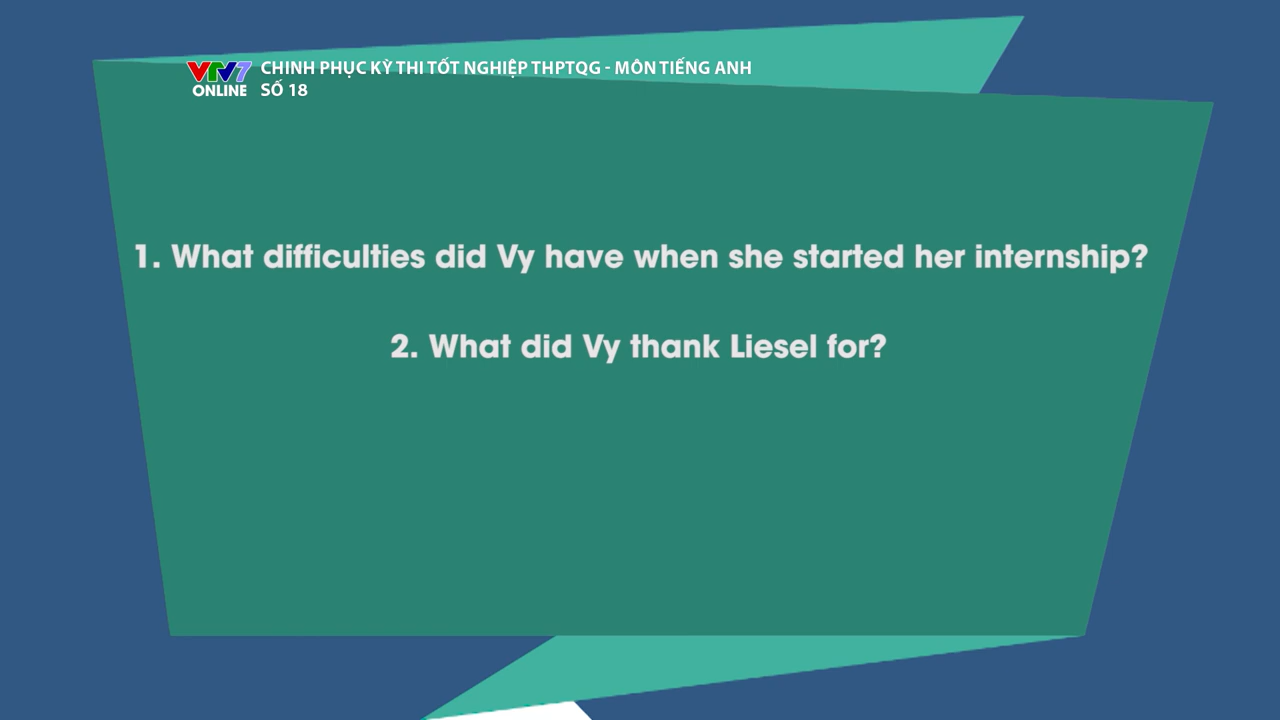 VTV7
ONLINE
CHINH PHỤC KỲ THI TỐT NGHIỆP THPTQG - MÔN TIẾNG ANH
SỐ 18
1. What difficulties did Vy have when she started her internship?
2. What did Vy thank Liesel for?